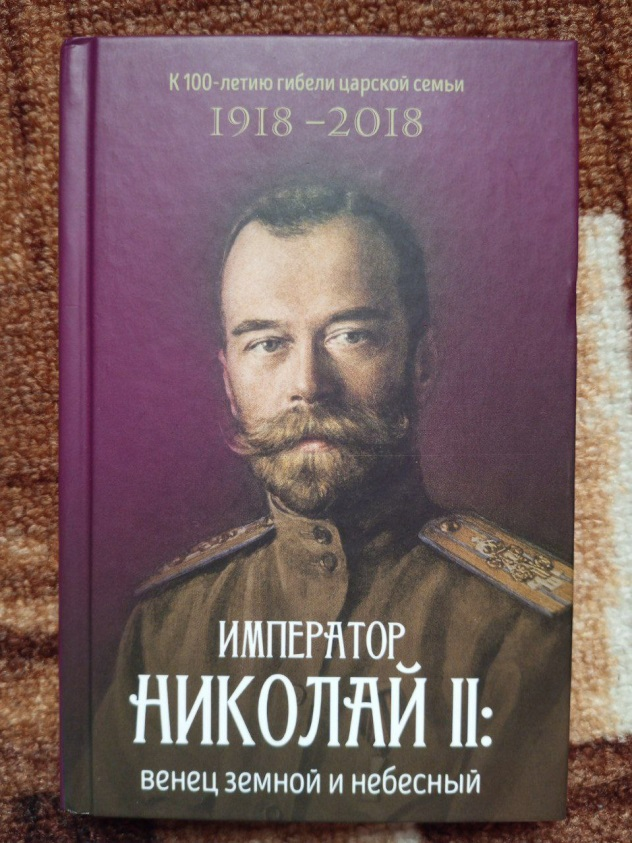 К 100-летию гибели царской семьи
1918 –2018
ИМПЕРАТОР
НИКОЛАЙ II:
венец земной и небесный